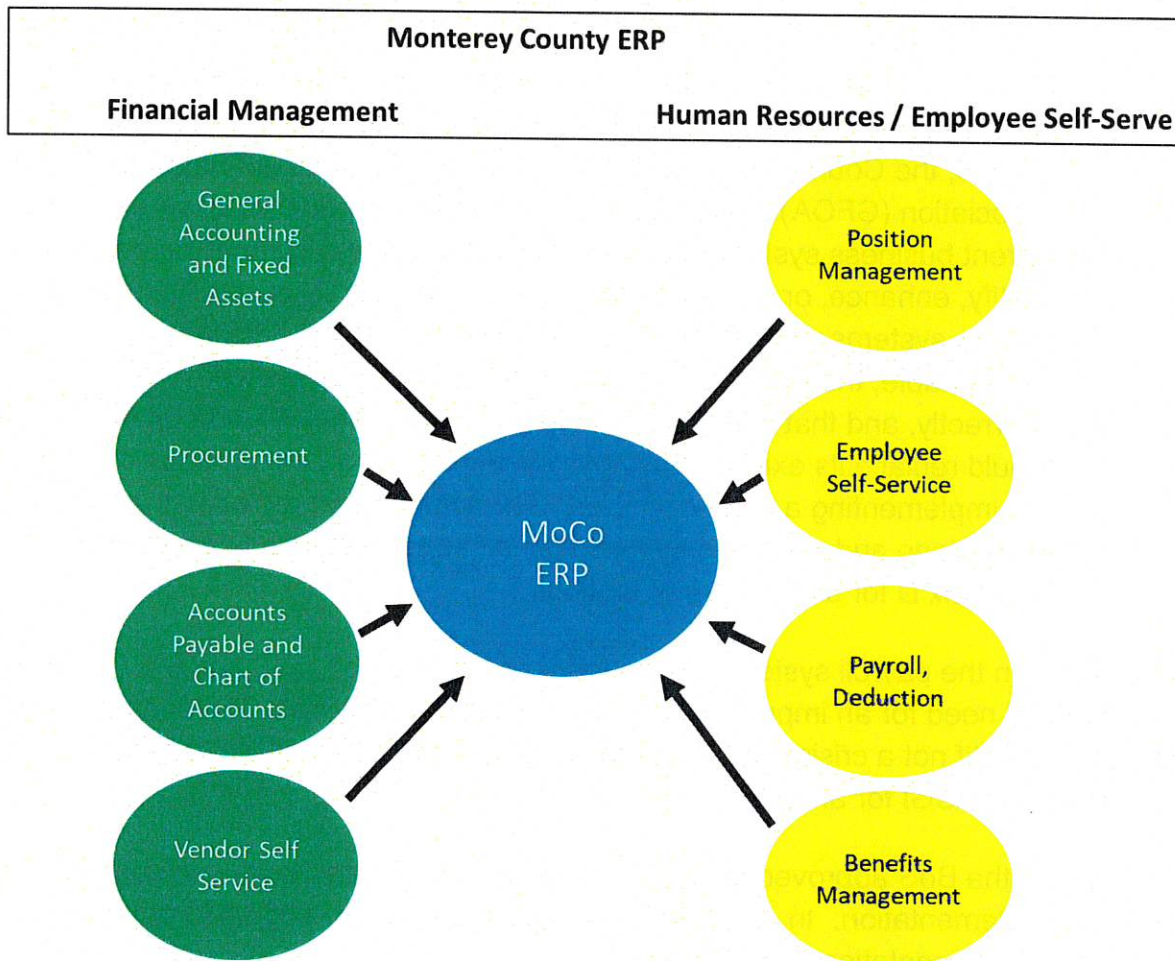 Monterey County ERP
Financial Management
Human Resources / Employee Self-Serve
General
Accounting
and Fixed
Assets
Procurement
Accounts
Payable and
Chart of
Accounts
Vendor Self
Service
MoCo
ERP
Position
Management
Employee
Self-Service
Payroll,
Deduction
Benefits
Management